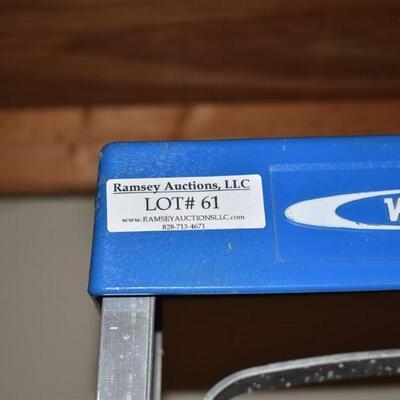 Ramsey Auctions, LLC
LOT# 61
www.RAMSEYAUCTIONSLLC.com
828-713-4671